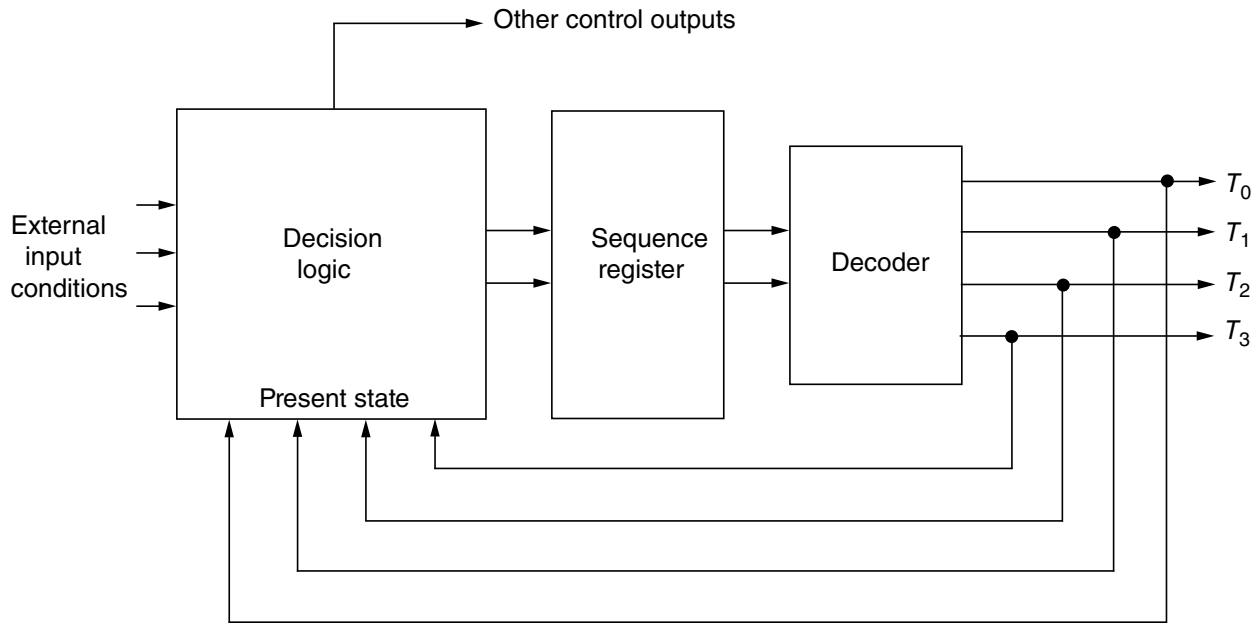 Other control outputs
External
input
conditions
Decision
logic
Sequence
register
Decoder
T0
T1
T2
T3
Present state